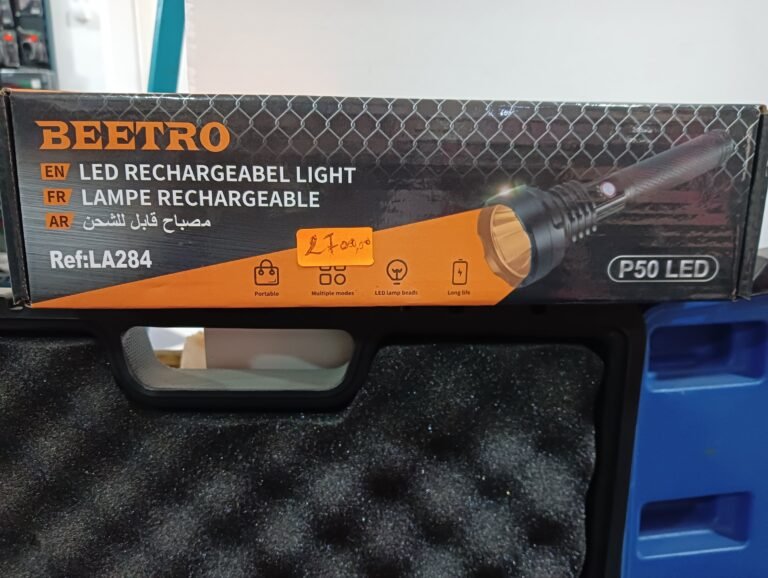 BEETRO
EN LED RECHARGEABEL LIGHT
FR LAMPE RECHARGEABLE
AR مصباح قابل للشحن
Ref:LA284
2700,00
Portable
Multiple modes
LED lamp beads
Long life
P50 LED